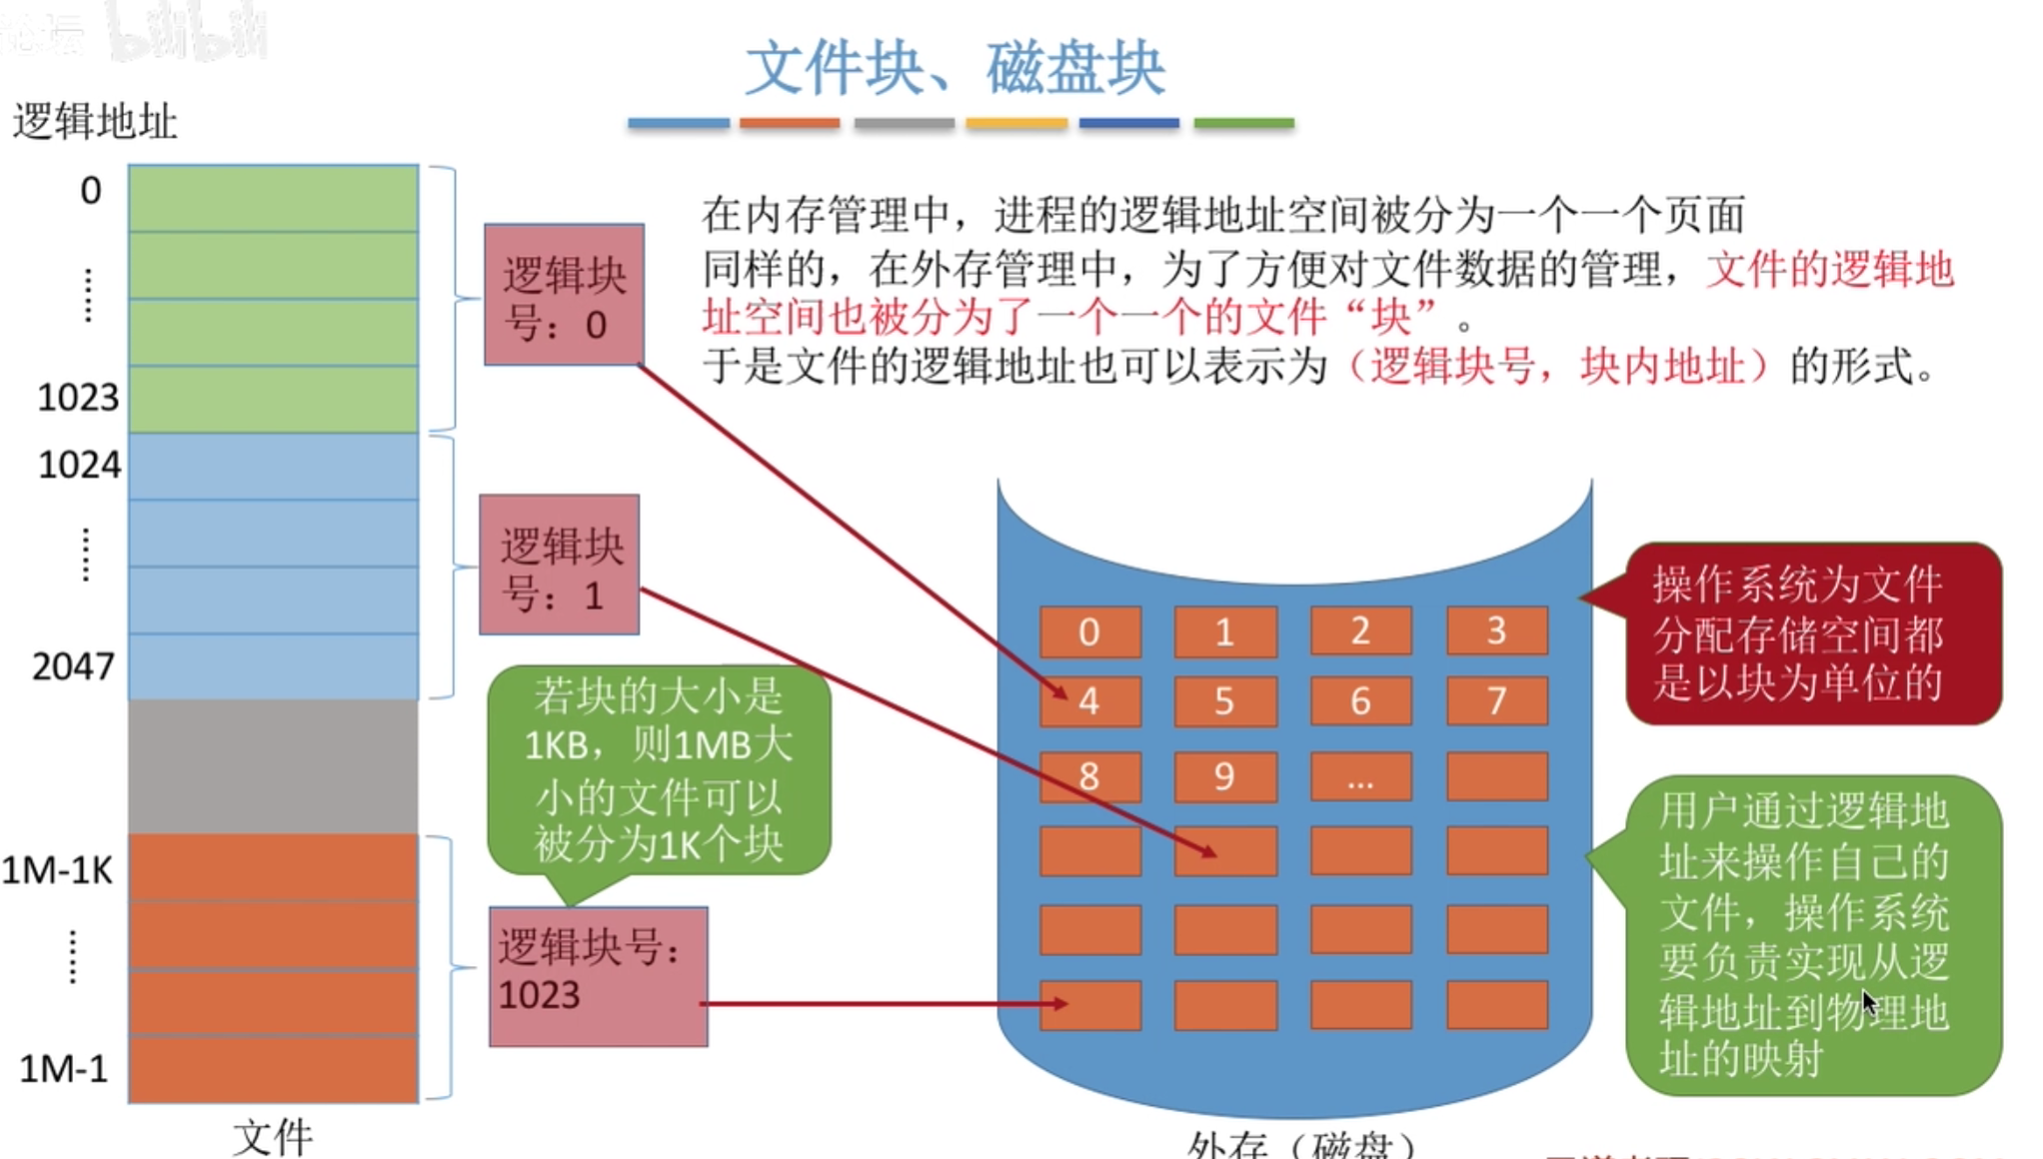 论坛 bilibili
文件块、磁盘块
逻辑地址
0
……
1023
1024
……
2047
1M-1K
……
1M-1
文件
逻辑块
号：0
逻辑块
号：1
若块的大小是
1KB，则1MB大
小的文件可以
被分为1K个块
逻辑块号：
1023
在内存管理中，进程的逻辑地址空间被分为一个一个页面
同样的，在外存管理中，为了方便对文件数据的管理，文件的逻辑地
址空间也被分为了一个一个的文件“块”。
于是文件的逻辑地址也可以表示为（逻辑块号，块内地址）的形式。
0 1 2 3
4 5 6 7
8 9 ...
外存（磁盘）
操作系统为文件
分配存储空间都
是以块为单位的
用户通过逻辑地
址来操作自己的
文件，操作系统
要负责实现从逻
辑地址到物理地
址的映射